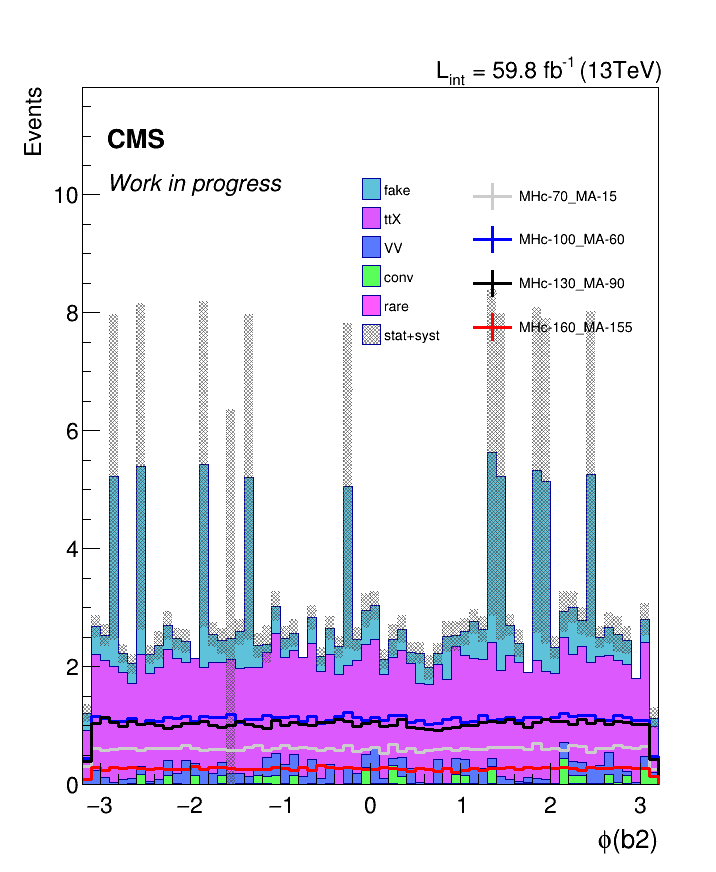 L_int = 59.8 fb^-1 (13TeV)
Events
CMS
Work in progress
fake
ttX
VV
conv
rare
stat+syst
MHc-70_MA-15
MHc-100_MA-60
MHc-130_MA-90
MHc-160_MA-155
10
8
6
4
2
0
−3 −2 −1 0 1 2 3
ϕ(b2)